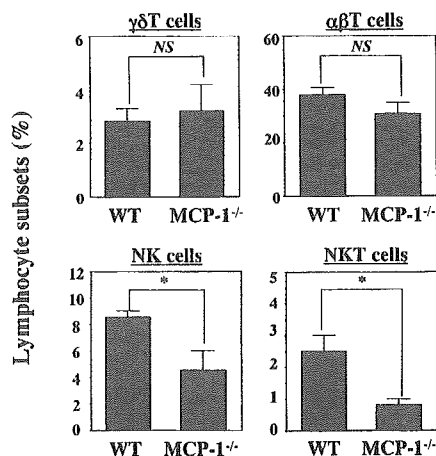 γδT cells
αβT cells
Lymphocyte subsets (%)
6
4
2
0
NS
WT
MCP-1-/-
60
40
20
0
NS
WT
MCP-1-/-
NK cells
NKT cells
12
10
8
6
4
2
0
*
WT
MCP-1-/-
5
4
3
2
1
0
*
WT
MCP-1-/-